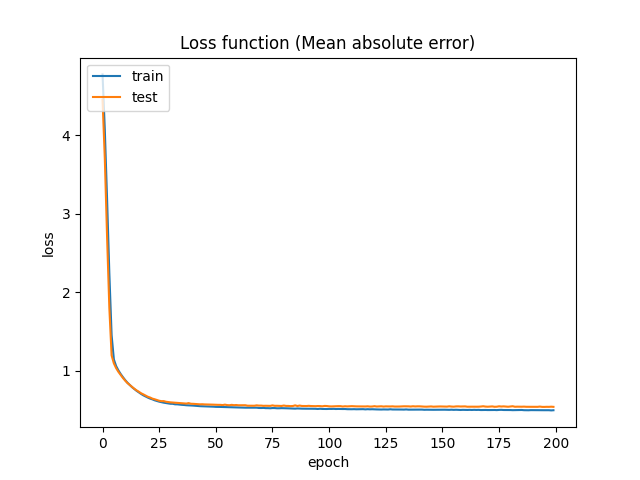 Loss function (Mean absolute error)
train
test
4
3
2
1
loss
0 25 50 75 100 125 150 175 200
epoch